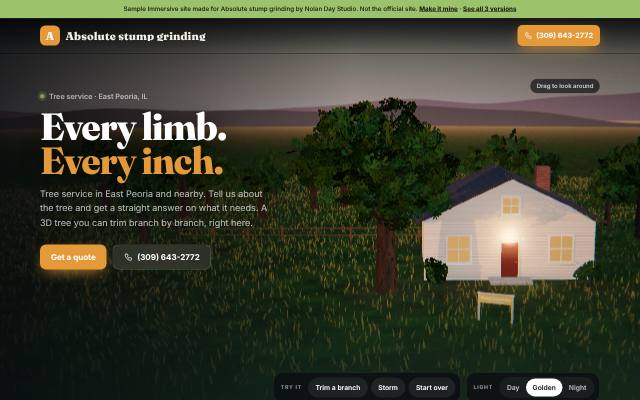 Sample Immersive site made for Absolute stump grinding by Nolan Day Studio. Not the official site. Make it mine · See all 3 versions
A Absolute stump grinding
(309) 643-2772
Drag to look around
Tree service · East Peoria, IL
Every limb.
Every inch.
Tree service in East Peoria and nearby. Tell us about
the tree and get a straight answer on what it needs. A
3D tree you can trim branch by branch, right here.
Get a quote
(309) 643-2772
TRY IT Trim a branch Storm Start over
LIGHT Day Golden Night